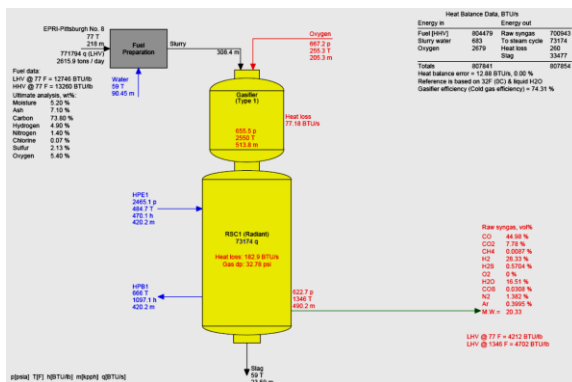 EPRI-Pittsburgh No. 8
77 T
218 m
771794 q (LHV)
2615.9 tons / day
Fuel
Preparation
Slurry
308.4 m
Oxygen
667.2 p
255.3 T
205.3 m
Water
59 T
90.45 m
Fuel data:
LHV @ 77 F = 12746 BTU/lb
HHV @ 77 F = 13260 BTU/lb
Ultimate analysis, wt%:
Moisture 5.20 %
Ash 7.10 %
Carbon 73.80 %
Hydrogen 4.90 %
Nitrogen 1.40 %
Chlorine 0.07 %
Sulfur 2.13 %
Oxygen 5.40 %
Heat Balance Data, BTU/s
Energy in Energy out
Fuel [HHV] 804479 Raw syngas 700943
Slurry water 683 To steam cycle 73174
Oxygen 2679 Heat loss 260
Slag 33477
Totals 807841 807854
Heat balance error = 12.88 BTU/s, 0.00 %
Reference is based on 32F (0C) & liquid H2O
Gasifier efficiency (Cold gas efficiency) = 74.31 %
Gasifier
(Type 1)
655.5 p
2550 T
513.8 m
Heat loss
77.18 BTU/s
HPE1
2465.1 p
484.7 T
470.1 h
420.2 m
RSC1 (Radiant)
73174 q
Heat loss: 182.9 BTU/s
Gas dp: 32.78 psi
HPB1
666 T
1097.1 h
420.2 m
622.7 p
1346 T
490.2 m
Raw syngas, vol%
CO 44.98 %
CO2 7.78 %
CH4 0.0087 %
H2 28.33 %
H2S 0.5704 %
O2 0 %
H2O 16.51 %
COS 0.0308 %
N2 1.382 %
Ar 0.3995 %
M.W.= 20.33
LHV @ 77 F = 4212 BTU/lb
LHV @ 1346 F = 4702 BTU/lb
Slag
59 T
23.59 m
p[psia] T[F] h[BTU/lb] m[kpph] q[BTU/s]